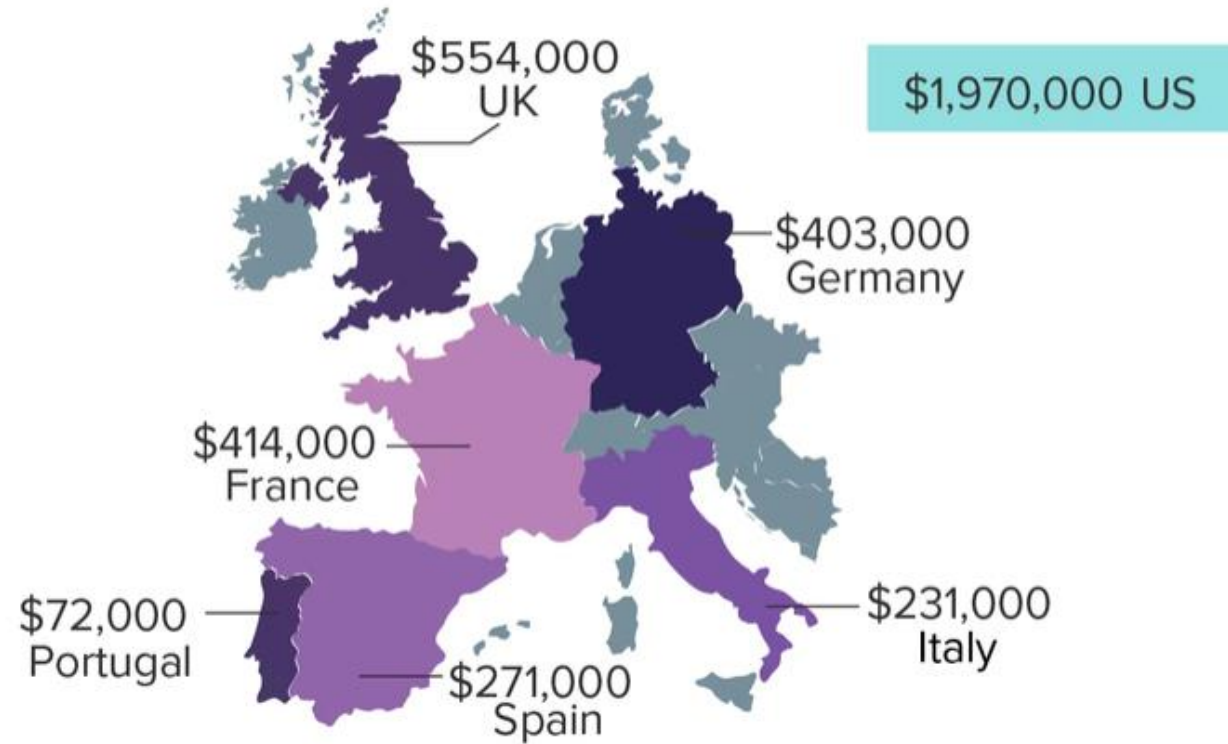 $554,000
UK
$1,970,000 US
$403,000
Germany
$414,000
France
$72,000
Portugal
$231,000
Italy
$271,000
Spain